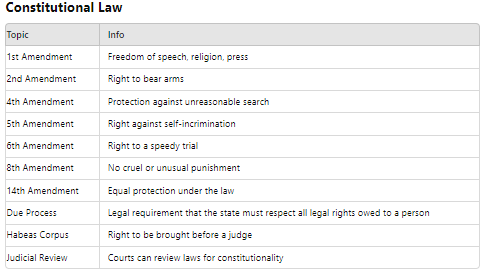 Constitutional Law
Topic Info
1st Amendment Freedom of speech, religion, press
2nd Amendment Right to bear arms
4th Amendment Protection against unreasonable search
5th Amendment Right against self-incrimination
6th Amendment Right to a speedy trial
8th Amendment No cruel or unusual punishment
14th Amendment Equal protection under the law
Due Process Legal requirement that the state must respect all legal rights owed to a person
Habeas Corpus Right to be brought before a judge
Judicial Review Courts can review laws for constitutionality